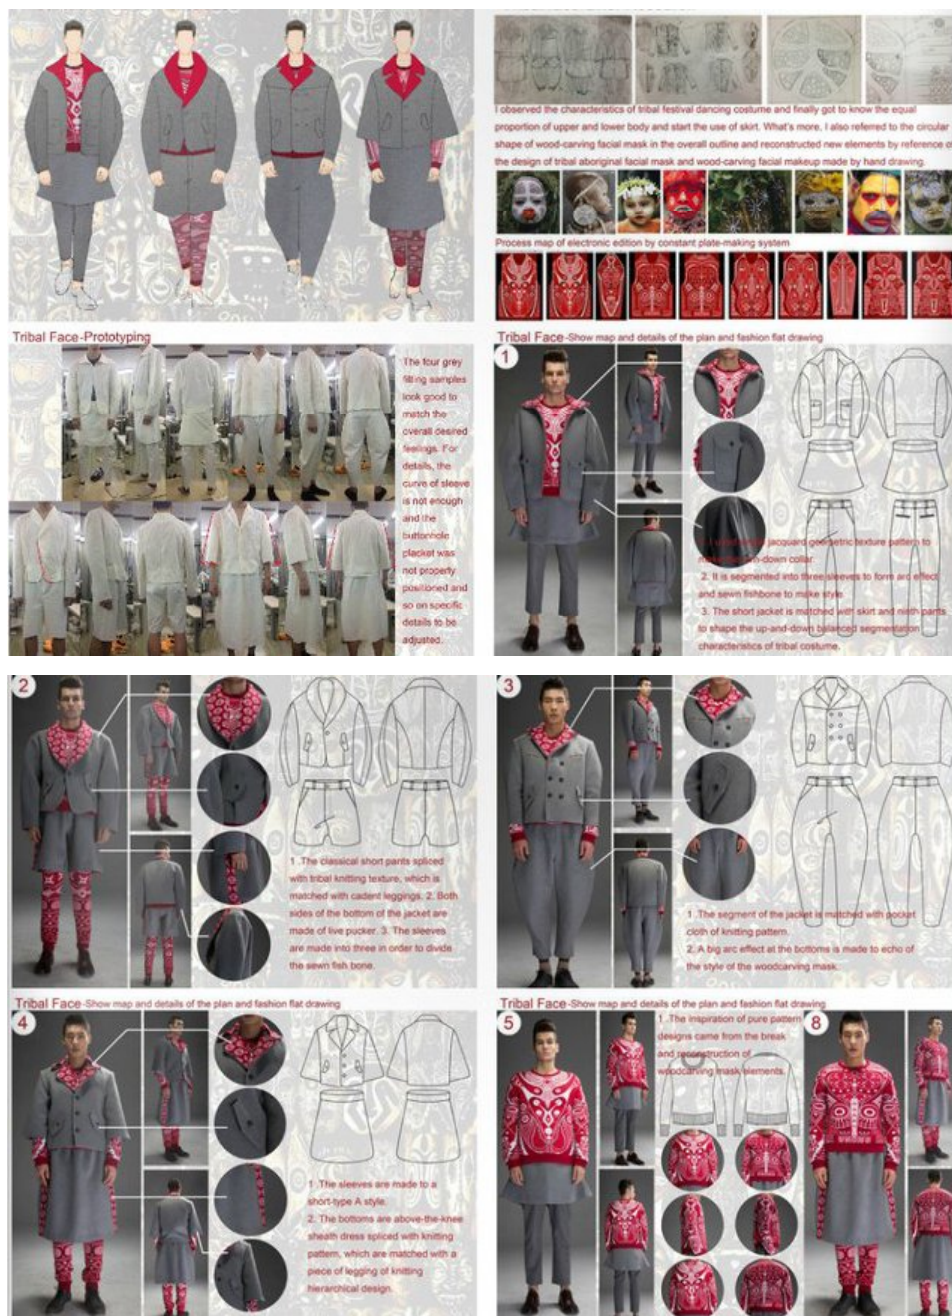 I observed the characteristics of tribal festival dancing costume and finally got to know the equal
proportion of upper and lower body and start the use of skirt. What's more, I also referred to the circular
shape of wood-carving facial mask in the overall outline and reconstructed new elements by reference of
the design of tribal aboriginal facial mask and wood-carving facial makeup made by hand drawing.
Process map of electronic edition by constant plate-making system
Tribal Face-Prototyping
The four grey
fitting samples
look good to
match the
overall desired
feelings. For
details, the
curve of sleeve
is not enough
and the
buttonhole
placket was
not properly
positioned and
so on specific
details to be
adjusted.
Tribal Face-Show map and details of the plan and fashion flat drawing
1
jacquard geometric texture pattern to
down collar
2. It is segmented into three sleeves to form arc effect
and sewn fishbone to make style
3. The short jacket is matched with skirt and ninth pants
to shape the up-and-down balanced segmentation
characteristics of tribal costume.
2
1 .The classical short pants spliced
with tribal knitting texture, which is
matched with cadent leggings. 2. Both
sides of the bottom of the jacket are
made of live pucker. 3. The sleeves
are made into three in order to divide
the sewn fish bone.
3
1 .The segment of the jacket is matched with pocket
cloth of knitting pattern.
2. A big arc effect at the bottoms is made to echo of
the style of the woodcarving mask.
Tribal Face-Show map and details of the plan and fashion flat drawing
4
1 .The sleeves are made to a
short-type A style.
2. The bottoms are above-the-knee
sheath dress spliced with knitting
pattern, which are matched with a
piece of legging of knitting
hierarchical design.
Tribal Face-Show map and details of the plan and fashion flat drawing
5
1 .The inspiration of pure pattern
designs came from the break
and reconstruction of
woodcarving mask elements.
8